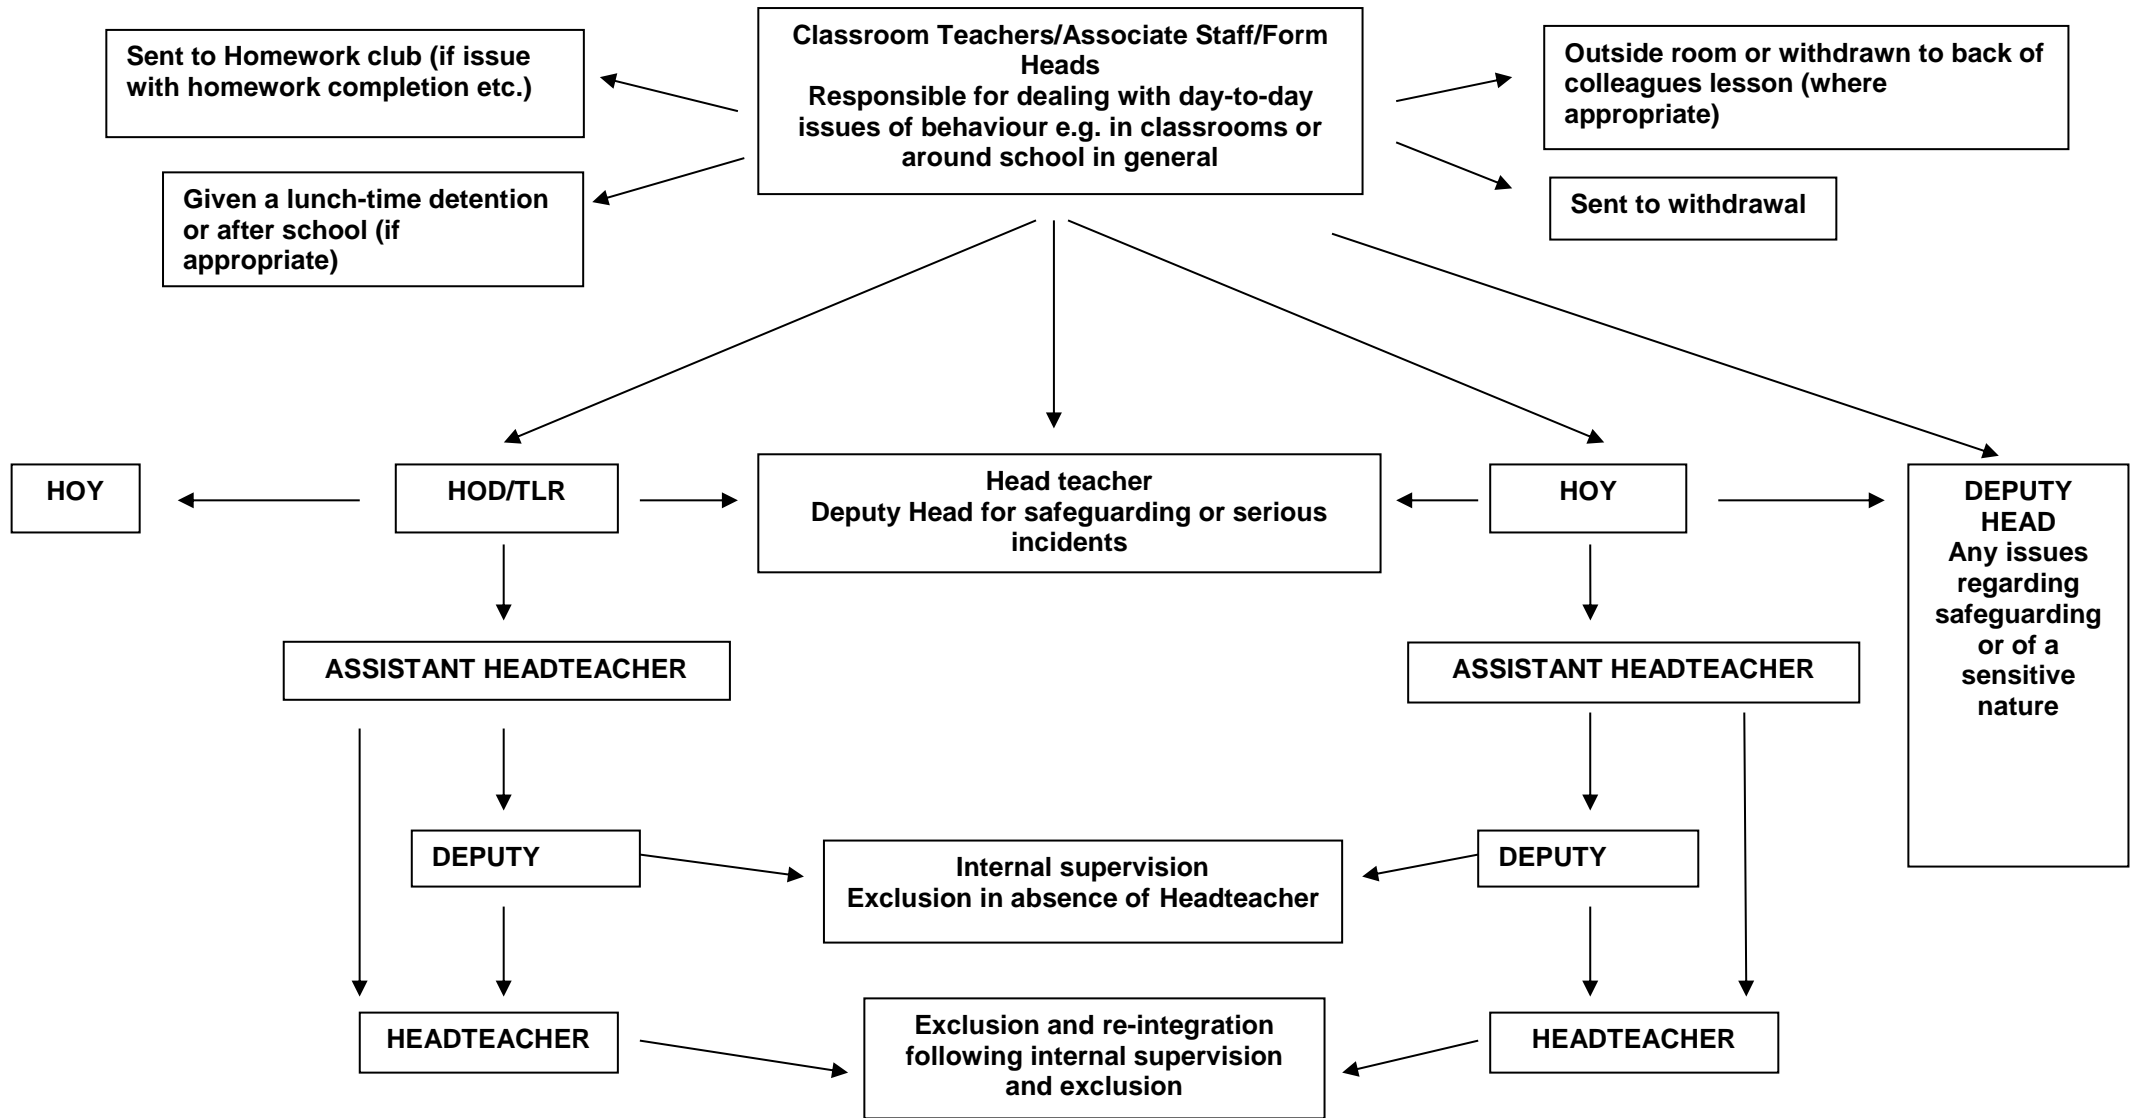 Sent to Homework club (if issue
with homework completion etc.)
Classroom Teachers/Associate Staff/Form
Heads
Responsible for dealing with day-to-day
issues of behaviour e.g. in classrooms or
around school in general
Outside room or withdrawn to back of
colleagues lesson (where
appropriate)
Given a lunch-time detention
or after school (if
appropriate)
Sent to withdrawal
HOY
HOD/TLR
Head teacher
Deputy Head for safeguarding or serious
incidents
HOY
DEPUTY
HEAD
Any issues
regarding
safeguarding
or of a
sensitive
nature
ASSISTANT HEADTEACHER
ASSISTANT HEADTEACHER
DEPUTY
Internal supervision
Exclusion in absence of Headteacher
DEPUTY
HEADTEACHER
Exclusion and re-integration
following internal supervision
and exclusion
HEADTEACHER